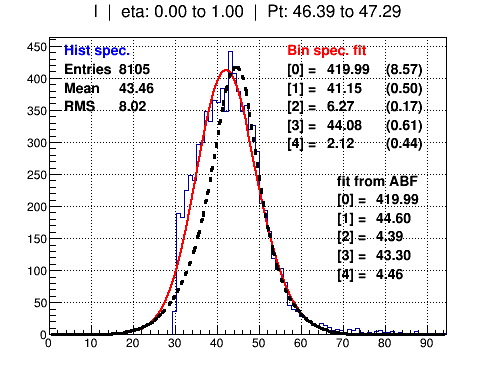 I | eta: 0.00 to 1.00 | Pt: 46.39 to 47.29
Hist spec.
Entries 8105
Mean 43.46
RMS 8.02
Bin spec. fit
[0] = 419.99 (8.57)
[1] = 41.15 (0.50)
[2] = 6.27 (0.17)
[3] = 44.08 (0.61)
[4] = 2.12 (0.44)
fit from ABF
[0] = 419.99
[1] = 44.60
[2] = 4.39
[3] = 43.30
[4] = 4.46
450
400
350
300
250
200
150
100
50
0
0 10 20 30 40 50 60 70 80 90